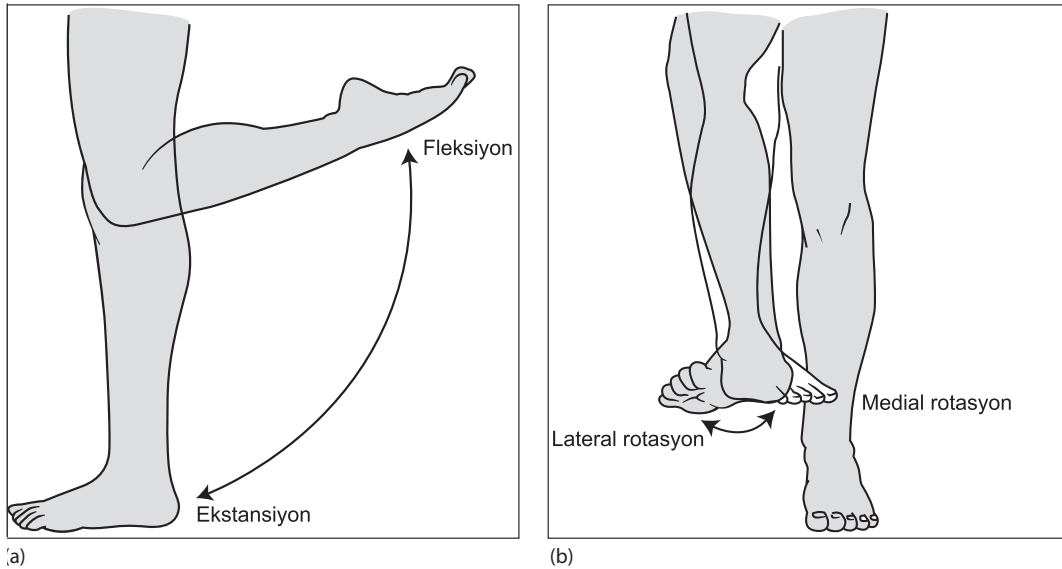 Fleksiyon
Ekstansiyon
(a)
Medial rotasyon
Lateral rotasyon
(b)